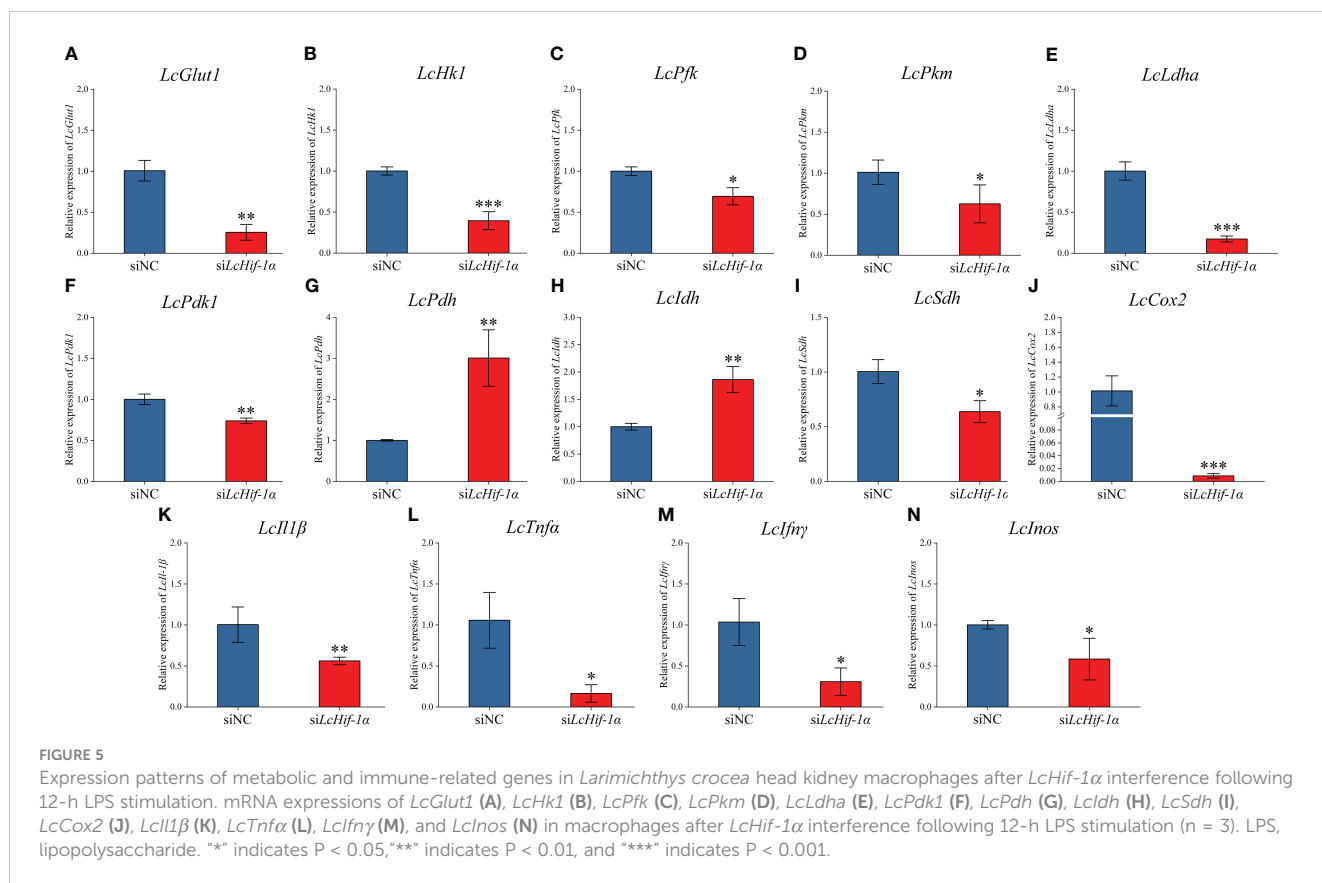 A
LcGlut1
Relative expression of LcGlut1
2.0
1.5
1.0
0.5
0.0
**
siNC
siLcHif-1α
B
LcHk1
Relative expression of LcHk1
2.0
1.5
1.0
0.5
0.0
***
siNC
siLcHif-1α
C
LcPfk
Relative expression of LcPfk
2.0
1.5
1.0
0.5
0.0
*
siNC
siLcHif-1α
D
LcPkm
Relative expression of LcPkm
2.0
1.5
1.0
0.5
0.0
*
siNC
siLcHif-1α
E
LcLdha
Relative expression of LcLdha
2.0
1.5
1.0
0.5
0.0
***
siNC
siLcHif-1α
F
LcPdk1
Relative expression of LcPdk1
2.0
1.5
1.0
0.5
0.0
**
siNC
siLcHif-1α
G
LcPdh
Relative expression of LcPdh
4
3
2
1
0
**
siNC
siLcHif-1α
H
LcIdh
Relative expression of LcIdh
3.0
2.5
2.0
1.5
1.0
0.5
0.0
**
siNC
siLcHif-1α
I
LcSdh
Relative expression of LcSdh
1.5
1.0
0.5
0.0
*
siNC
siLcHif-1α
J
LcCox2
Relative expression of LcCox2
2.0
1.8
1.6
1.4
1.2
1.0
0.8
0.08
0.06
0.04
0.02
0.00
***
siNC
siLcHif-1α
K
LcIl1β
Relative expression of LcIl-1β
2.0
1.5
1.0
0.5
0.0
**
siNC
siLcHif-1α
L
LcTnfα
Relative expression of LcTnfα
2.0
1.5
1.0
0.5
0.0
*
siNC
siLcHif-1α
M
LcIfnγ
Relative expression of LcIfnγ
2.0
1.5
1.0
0.5
0.0
*
siNC
siLcHif-1α
N
LcInos
Relative expression of LcInos
2.0
1.5
1.0
0.5
0.0
*
siNC
siLcHif-1α
FIGURE 5
Expression patterns of metabolic and immune-related genes in Larimichthys crocea head kidney macrophages after LcHif-1α interference following
12-h LPS stimulation. mRNA expressions of LcGlut1 (A), LcHk1 (B), LcPfk (C), LcPkm (D), LcLdha (E), LcPdk1 (F), LcPdh (G), LcIdh (H), LcSdh (I),
LcCox2 (J), LcIl1β (K), LcTnfα (L), LcIfnγ (M), and LcInos (N) in macrophages after LcHif-1α interference following 12-h LPS stimulation (n = 3). LPS,
lipopolysaccharide. "*" indicates P < 0.05,"**" indicates P < 0.01, and "***" indicates P < 0.001.